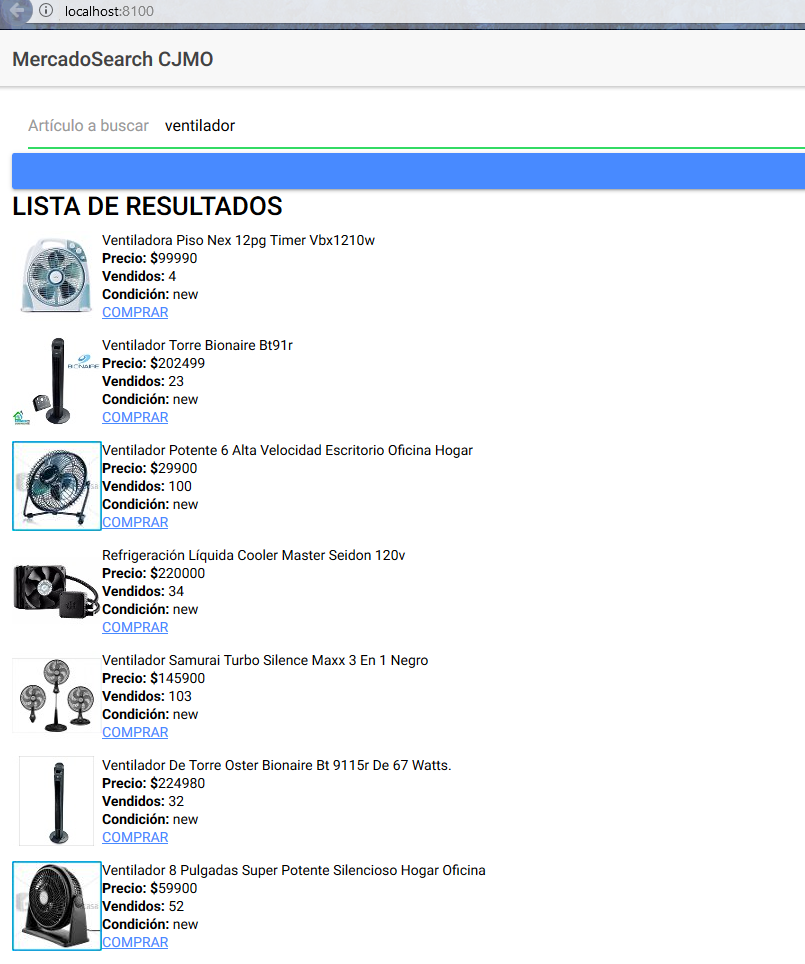 localhost:8100
MercadoSearch CJMO
Artículo a buscar ventilador
LISTA DE RESULTADOS
Ventiladora Piso Nex 12pg Timer Vbx1210w
Precio: $99990
Vendidos: 4
Condición: new
COMPRAR
Ventilador Torre Bionaire Bt91r
BIONAIRE
Precio: $202499
Vendidos: 23
Condición: new
COMPRAR
Ventilador Potente 6 Alta Velocidad Escritorio Oficina Hogar
Precio: $29900
Vendidos: 100
Condición: new
COMPRAR
Refrigeración Líquida Cooler Master Seidon 120v
Precio: $220000
Vendidos: 34
Condición: new
COMPRAR
Ventilador Samurai Turbo Silence Maxx 3 En 1 Negro
Precio: $145900
Vendidos: 103
Condición: new
COMPRAR
Ventilador De Torre Oster Bionaire Bt 9115r De 67 Watts.
Precio: $224980
Vendidos: 32
Condición: new
COMPRAR
Ventilador 8 Pulgadas Super Potente Silencioso Hogar Oficina
Precio: $59900
Vendidos: 52
Condición: new
COMPRAR